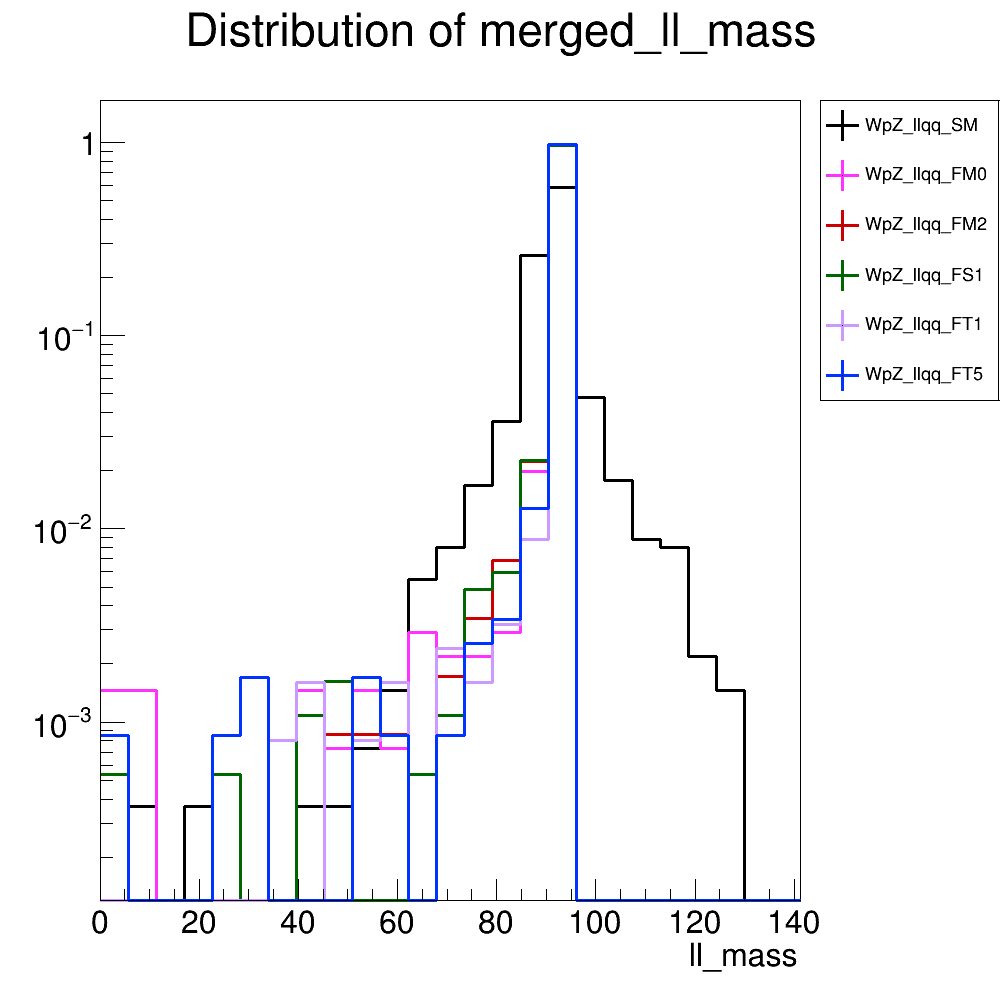 Distribution of merged_ll_mass
WpZ_llqq_SM
WpZ_llqq_FM0
WpZ_llqq_FM2
WpZ_llqq_FS1
WpZ_llqq_FT1
WpZ_llqq_FT5
1
10−1
10−2
10−3
0 20 40 60 80 100 120 140
ll_mass